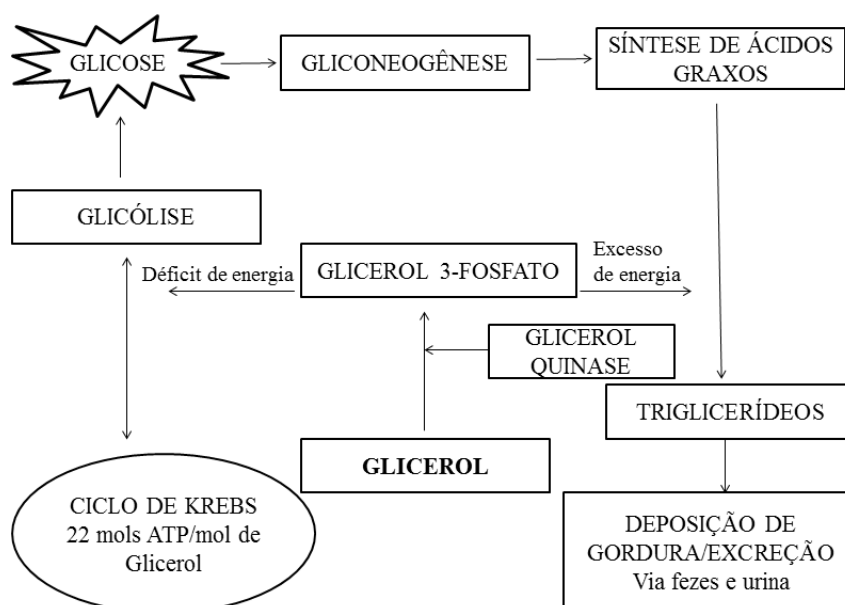 GLICOSE
GLICONEOGÊNESE
SÍNTESE DE ÁCIDOS
GRAXOS
GLICÓLISE
Déficit de energia
GLICEROL 3-FOSFATO
Excesso
de energia
GLICEROL
QUINASE
TRIGLICERÍDEOS
GLICEROL
CICLO DE KREBS
22 mols ATP/mol de
Glicerol
DEPOSIÇÃO DE
GORDURA/EXCREÇÃO
Via fezes e urina